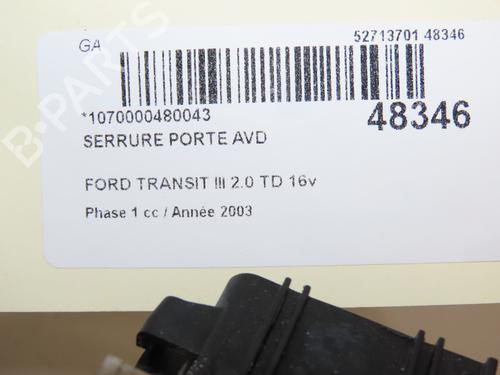 GA 52713701 48346
*1070000480043 48346
SERRURE PORTE AVD
FORD TRANSIT III 2.0 TD 16v
Phase 1 cc / Année 2003
B-PARTS